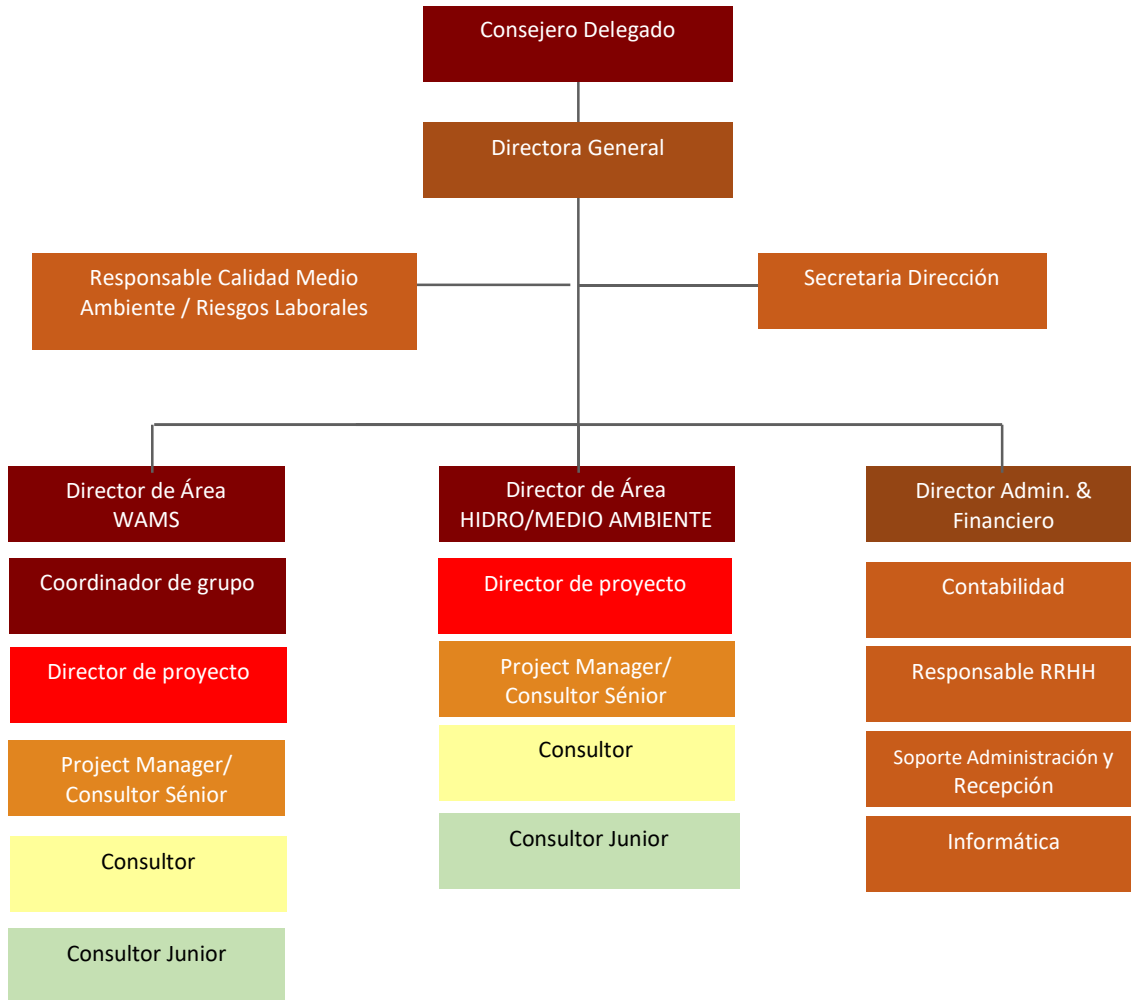 Consejero Delegado
Directora General
Responsable Calidad Medio
Ambiente / Riesgos Laborales
Secretaria Dirección
Director de Área
WAMS
Coordinador de grupo
Director de proyecto
Project Manager/
Consultor Sénior
Consultor
Consultor Junior
Director de Área
HIDRO/MEDIO AMBIENTE
Director de proyecto
Project Manager/
Consultor Sénior
Consultor
Consultor Junior
Director Admin. &
Financiero
Contabilidad
Responsable RRHH
Soporte Administración y
Recepción
Informática